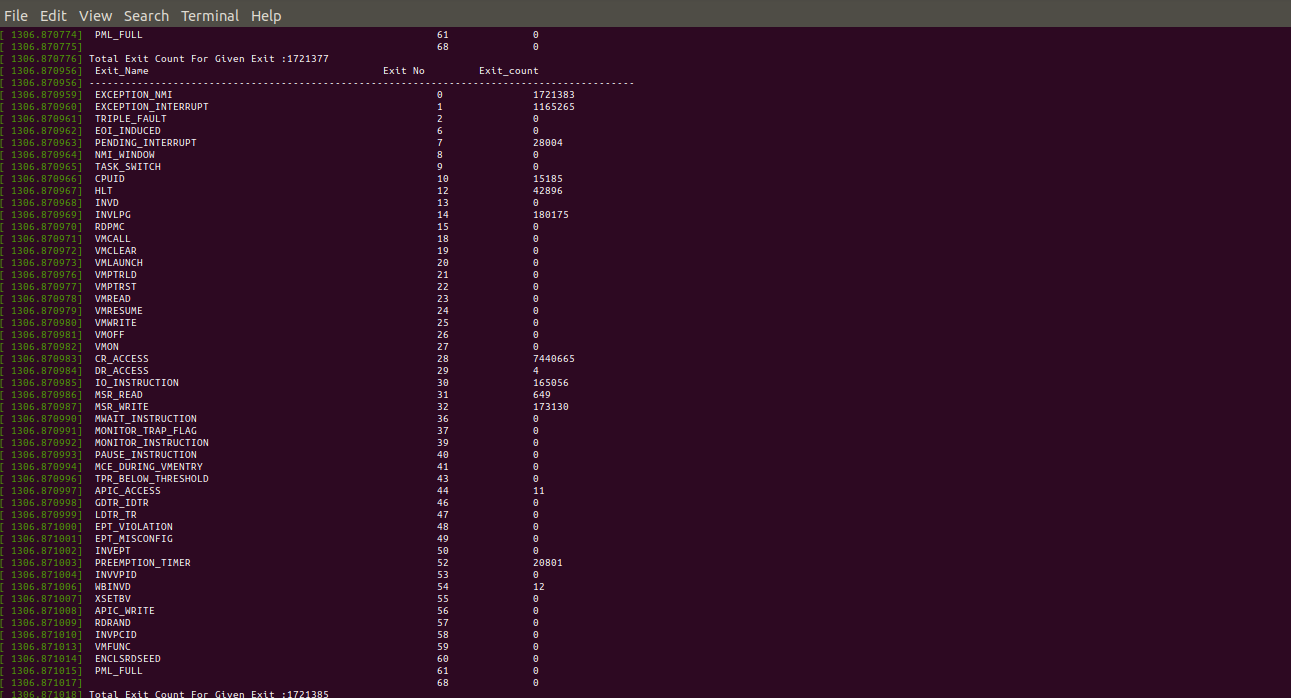 File Edit View Search Terminal Help
[ 1306.870774] PML_FULL 61 0
[ 1306.870775] 68 0
[ 1306.870776] Total Exit Count For Given Exit :1721377
[ 1306.870956] Exit_Name Exit No Exit_count
[ 1306.870956] -------------------------------------------------------------------------------------------
[ 1306.870959] EXCEPTION_NMI 0 1721383
[ 1306.870960] EXCEPTION_INTERRUPT 1 1165265
[ 1306.870961] TRIPLE_FAULT 2 0
[ 1306.870962] EOI_INDUCED 6 0
[ 1306.870963] PENDING_INTERRUPT 7 28004
[ 1306.870964] NMI_WINDOW 8 0
[ 1306.870965] TASK_SWITCH 9 0
[ 1306.870966] CPUID 10 15185
[ 1306.870967] HLT 12 42896
[ 1306.870968] INVD 13 0
[ 1306.870969] INVLPG 14 180175
[ 1306.870970] RDPMC 15 0
[ 1306.870971] VMCALL 18 0
[ 1306.870972] VMCLEAR 19 0
[ 1306.870973] VMLAUNCH 20 0
[ 1306.870976] VMPTRLD 21 0
[ 1306.870977] VMPTRST 22 0
[ 1306.870978] VMREAD 23 0
[ 1306.870979] VMRESUME 24 0
[ 1306.870980] VMWRITE 25 0
[ 1306.870981] VMOFF 26 0
[ 1306.870982] VMON 27 0
[ 1306.870983] CR_ACCESS 28 7440665
[ 1306.870984] DR_ACCESS 29 4
[ 1306.870985] IO_INSTRUCTION 30 165056
[ 1306.870986] MSR_READ 31 649
[ 1306.870987] MSR_WRITE 32 173130
[ 1306.870990] MWAIT_INSTRUCTION 36 0
[ 1306.870991] MONITOR_TRAP_FLAG 37 0
[ 1306.870992] MONITOR_INSTRUCTION 39 0
[ 1306.870993] PAUSE_INSTRUCTION 40 0
[ 1306.870994] MCE_DURING_VMENTRY 41 0
[ 1306.870996] TPR_BELOW_THRESHOLD 43 0
[ 1306.870997] APIC_ACCESS 44 11
[ 1306.870998] GDTR_IDTR 46 0
[ 1306.870999] LDTR_TR 47 0
[ 1306.871000] EPT_VIOLATION 48 0
[ 1306.871001] EPT_MISCONFIG 49 0
[ 1306.871002] INVEPT 50 0
[ 1306.871003] PREEMPTION_TIMER 52 20801
[ 1306.871004] INVVPID 53 0
[ 1306.871006] WBINVD 54 12
[ 1306.871007] XSETBV 55 0
[ 1306.871008] APIC_WRITE 56 0
[ 1306.871009] RDRAND 57 0
[ 1306.871010] INVPCID 58 0
[ 1306.871013] VMFUNC 59 0
[ 1306.871014] ENCLSRDSEED 60 0
[ 1306.871015] PML_FULL 61 0
[ 1306.871017] 68 0
[ 1306.871018] Total Exit Count For Given Exit :1721385